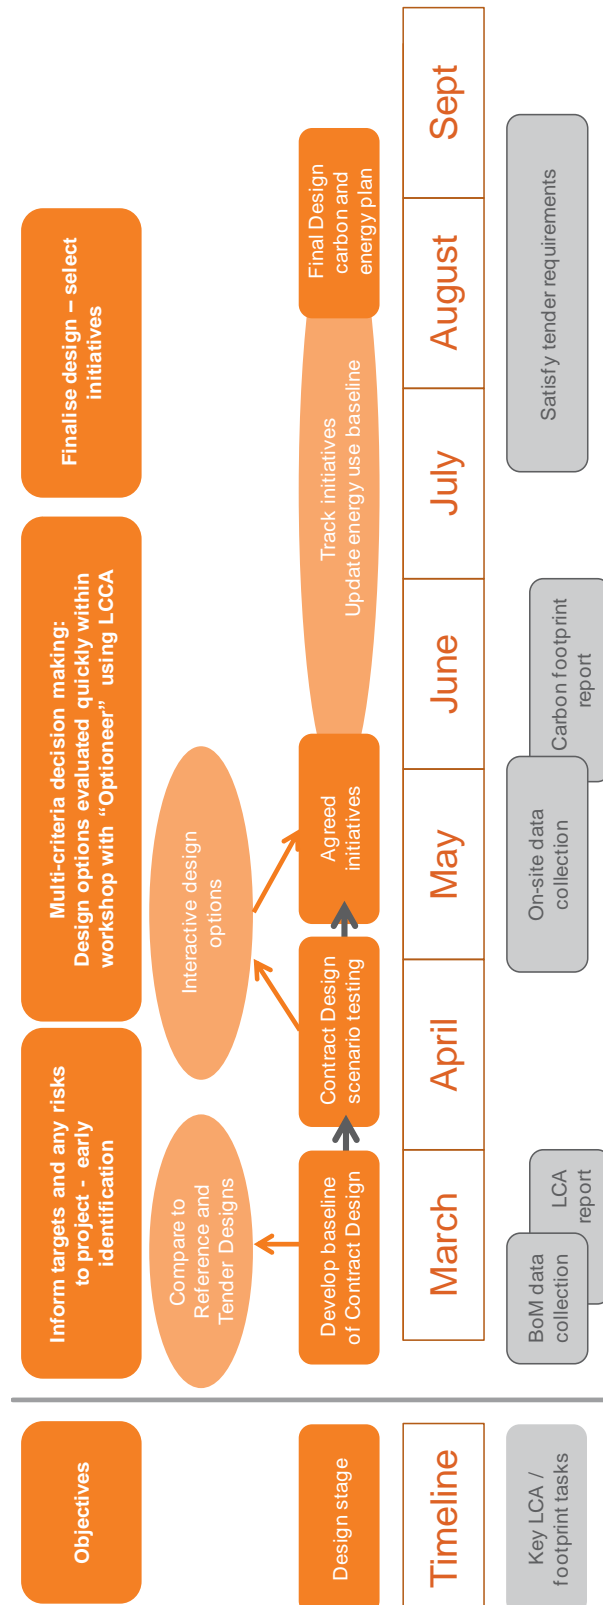 Objectives
Inform targets and any risks
to project - early
identification
Multi-criteria decision making:
Design options evaluated quickly within
workshop with “Optioneer” using LCCA
Finalise design – select
initiatives
Compare to
Reference and
Tender Designs
Interactive design
options
Design stage
Develop baseline
of Contract Design
Contract Design
scenario testing
Agreed
initiatives
Track initiatives
Update energy use baseline
Final Design
carbon and
energy plan
Timeline
March
April
May
June
July
August
Sept
Key LCA /
footprint tasks
BoM data
collection
LCA
report
On-site data
collection
Carbon footprint
report
Satisfy tender requirements